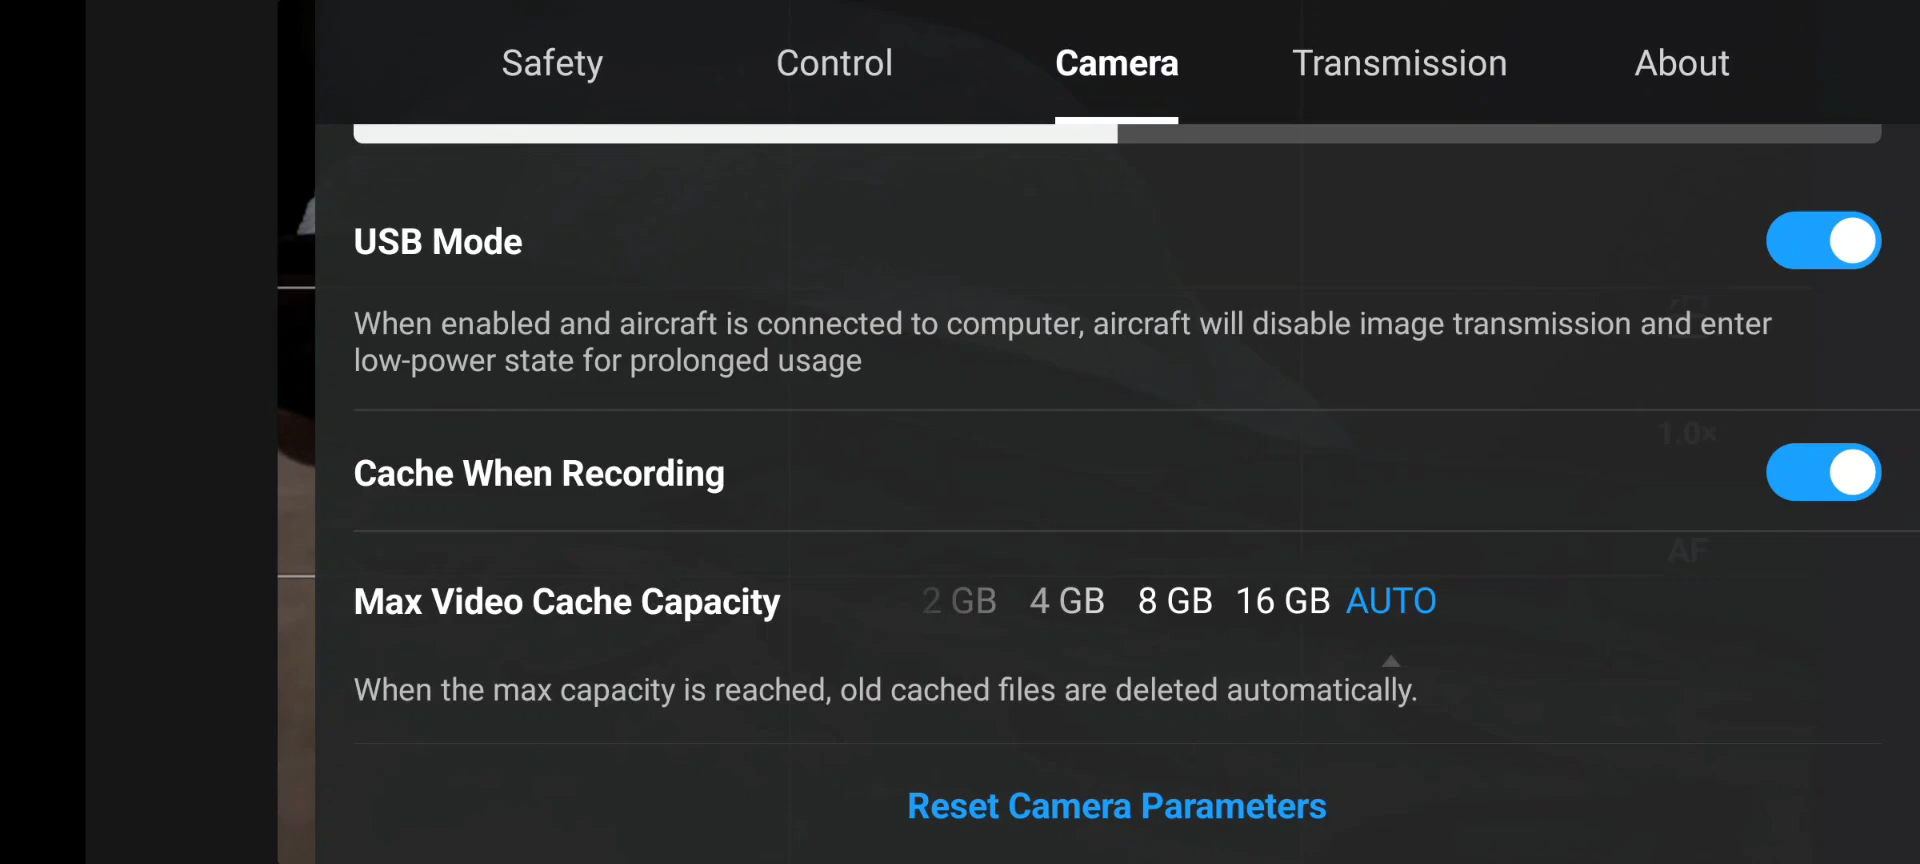 Safety Control Camera Transmission About
USB Mode
When enabled and aircraft is connected to computer, aircraft will disable image transmission and enter
low-power state for prolonged usage
1.0×
Cache When Recording
AF
Max Video Cache Capacity 2 GB 4 GB 8 GB 16 GB AUTO
When the max capacity is reached, old cached files are deleted automatically.
Reset Camera Parameters